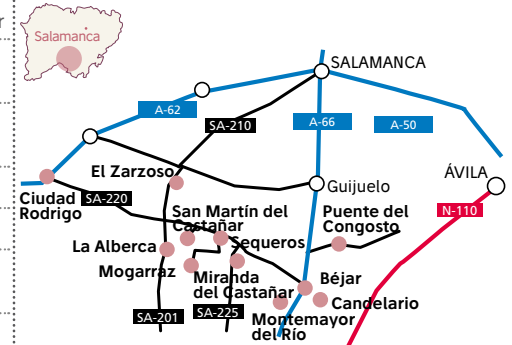 r
Salamanca
SALAMANCA
A-62
SA-210
A-66
A-50
El Zarzoso
ÁVILA
Guijuelo
Ciudad
Rodrigo
SA-220
San Martín del
Castañar
Puente del
Congosto
N-110
La Alberca
Sequeros
Mogarraz
Miranda
del Castañar
Béjar
Candelario
SA-201
SA-225
Montemayor
del Río